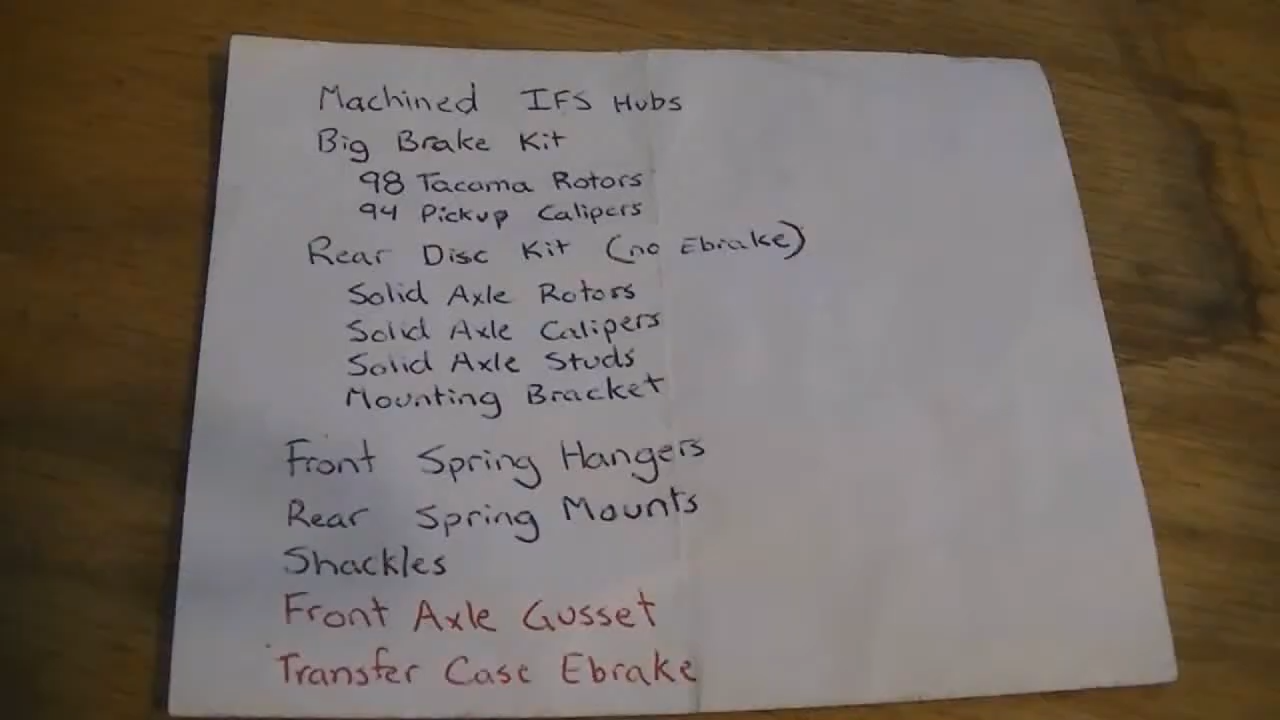 Machined IFS Hubs
Big Brake Kit
98 Tacoma Rotors
94 Pickup Calipers
Rear Disc Kit (no Ebrake)
Solid Axle Rotors
Solid Axle Calipers
Solid Axle Studs
Mounting Bracket
Front Spring Hangers
Rear Spring Mounts
Shackles
Front Axle Gusset
Transfer Case Ebrake